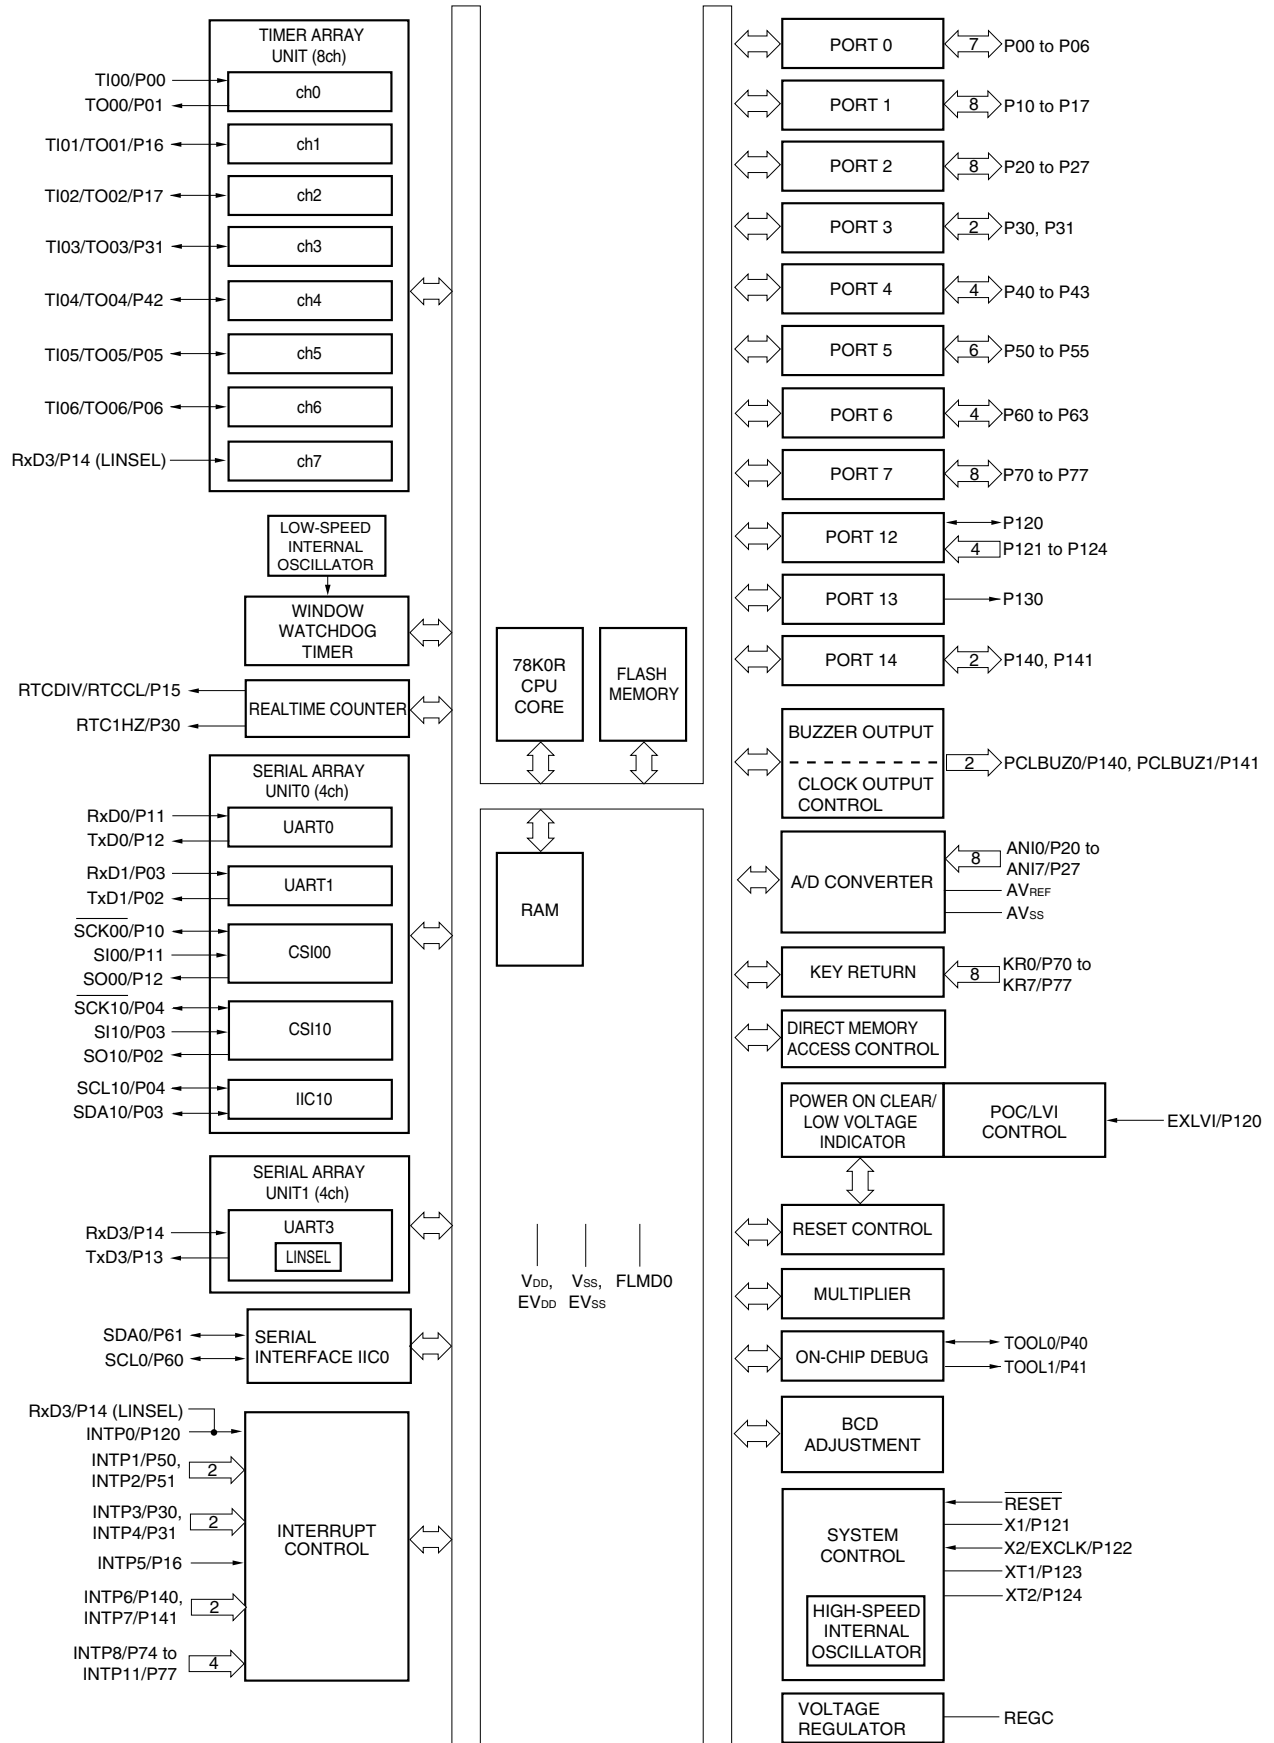 TIMER ARRAY
UNIT (8ch)
TI00/P00
TO00/P01
ch0
TI01/TO01/P16
ch1
TI02/TO02/P17
ch2
TI03/TO03/P31
ch3
TI04/TO04/P42
ch4
TI05/TO05/P05
ch5
TI06/TO06/P06
ch6
RxD3/P14 (LINSEL)
ch7
LOW-SPEED
INTERNAL
OSCILLATOR
WINDOW
WATCHDOG
TIMER
RTCDIV/RTCCL/P15
RTC1HZ/P30
REALTIME COUNTER
SERIAL ARRAY
UNIT0 (4ch)
RxD0/P11
TxD0/P12
UART0
RxD1/P03
TxD1/P02
UART1
SCK00/P10
SI00/P11
SO00/P12
CSI00
SCK10/P04
SI10/P03
SO10/P02
CSI10
SCL10/P04
SDA10/P03
IIC10
SERIAL ARRAY
UNIT1 (4ch)
RxD3/P14
TxD3/P13
UART3
LINSEL
SDA0/P61
SCL0/P60
SERIAL
INTERFACE IIC0
RxD3/P14 (LINSEL)
INTP0/P120
INTP1/P50,
INTP2/P51
2
INTP3/P30,
INTP4/P31
2
INTP5/P16
INTP6/P140,
INTP7/P141
2
INTP8/P74 to
INTP11/P77
4
INTERRUPT
CONTROL
78K0R
CPU
CORE
FLASH
MEMORY
RAM
VDD,
EVDD
VSS,
EVSS
FLMD0
PORT 0
7
P00 to P06
PORT 1
8
P10 to P17
PORT 2
8
P20 to P27
PORT 3
2
P30, P31
PORT 4
4
P40 to P43
PORT 5
6
P50 to P55
PORT 6
4
P60 to P63
PORT 7
8
P70 to P77
PORT 12
P120
4
P121 to P124
PORT 13
P130
PORT 14
2
P140, P141
BUZZER OUTPUT
CLOCK OUTPUT
CONTROL
2
PCLBUZ0/P140, PCLBUZ1/P141
A/D CONVERTER
8
ANI0/P20 to
ANI7/P27
AVREF
AVSS
KEY RETURN
8
KR0/P70 to
KR7/P77
DIRECT MEMORY
ACCESS CONTROL
POWER ON CLEAR/
LOW VOLTAGE
INDICATOR
POC/LVI
CONTROL
EXLVI/P120
RESET CONTROL
MULTIPLIER
ON-CHIP DEBUG
TOOL0/P40
TOOL1/P41
BCD
ADJUSTMENT
SYSTEM
CONTROL
HIGH-SPEED
INTERNAL
OSCILLATOR
RESET
X1/P121
X2/EXCLK/P122
XT1/P123
XT2/P124
VOLTAGE
REGULATOR
REGC